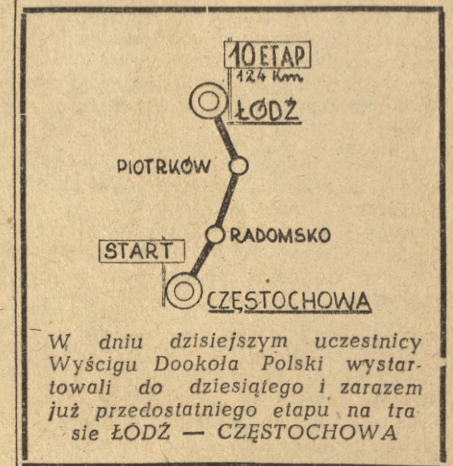 10 ETAP
124 Km
ŁÓDŹ
PIOTRKÓW
RADOMSKO
START
CZĘSTOCHOWA
W dniu dzisiejszym uczestnicy
Wyścigu Dookoła Polski wystar-
towali do dziesiątego i zarazem
już przedostatniego etapu na tra
sie ŁÓDŹ — CZĘSTOCHOWA